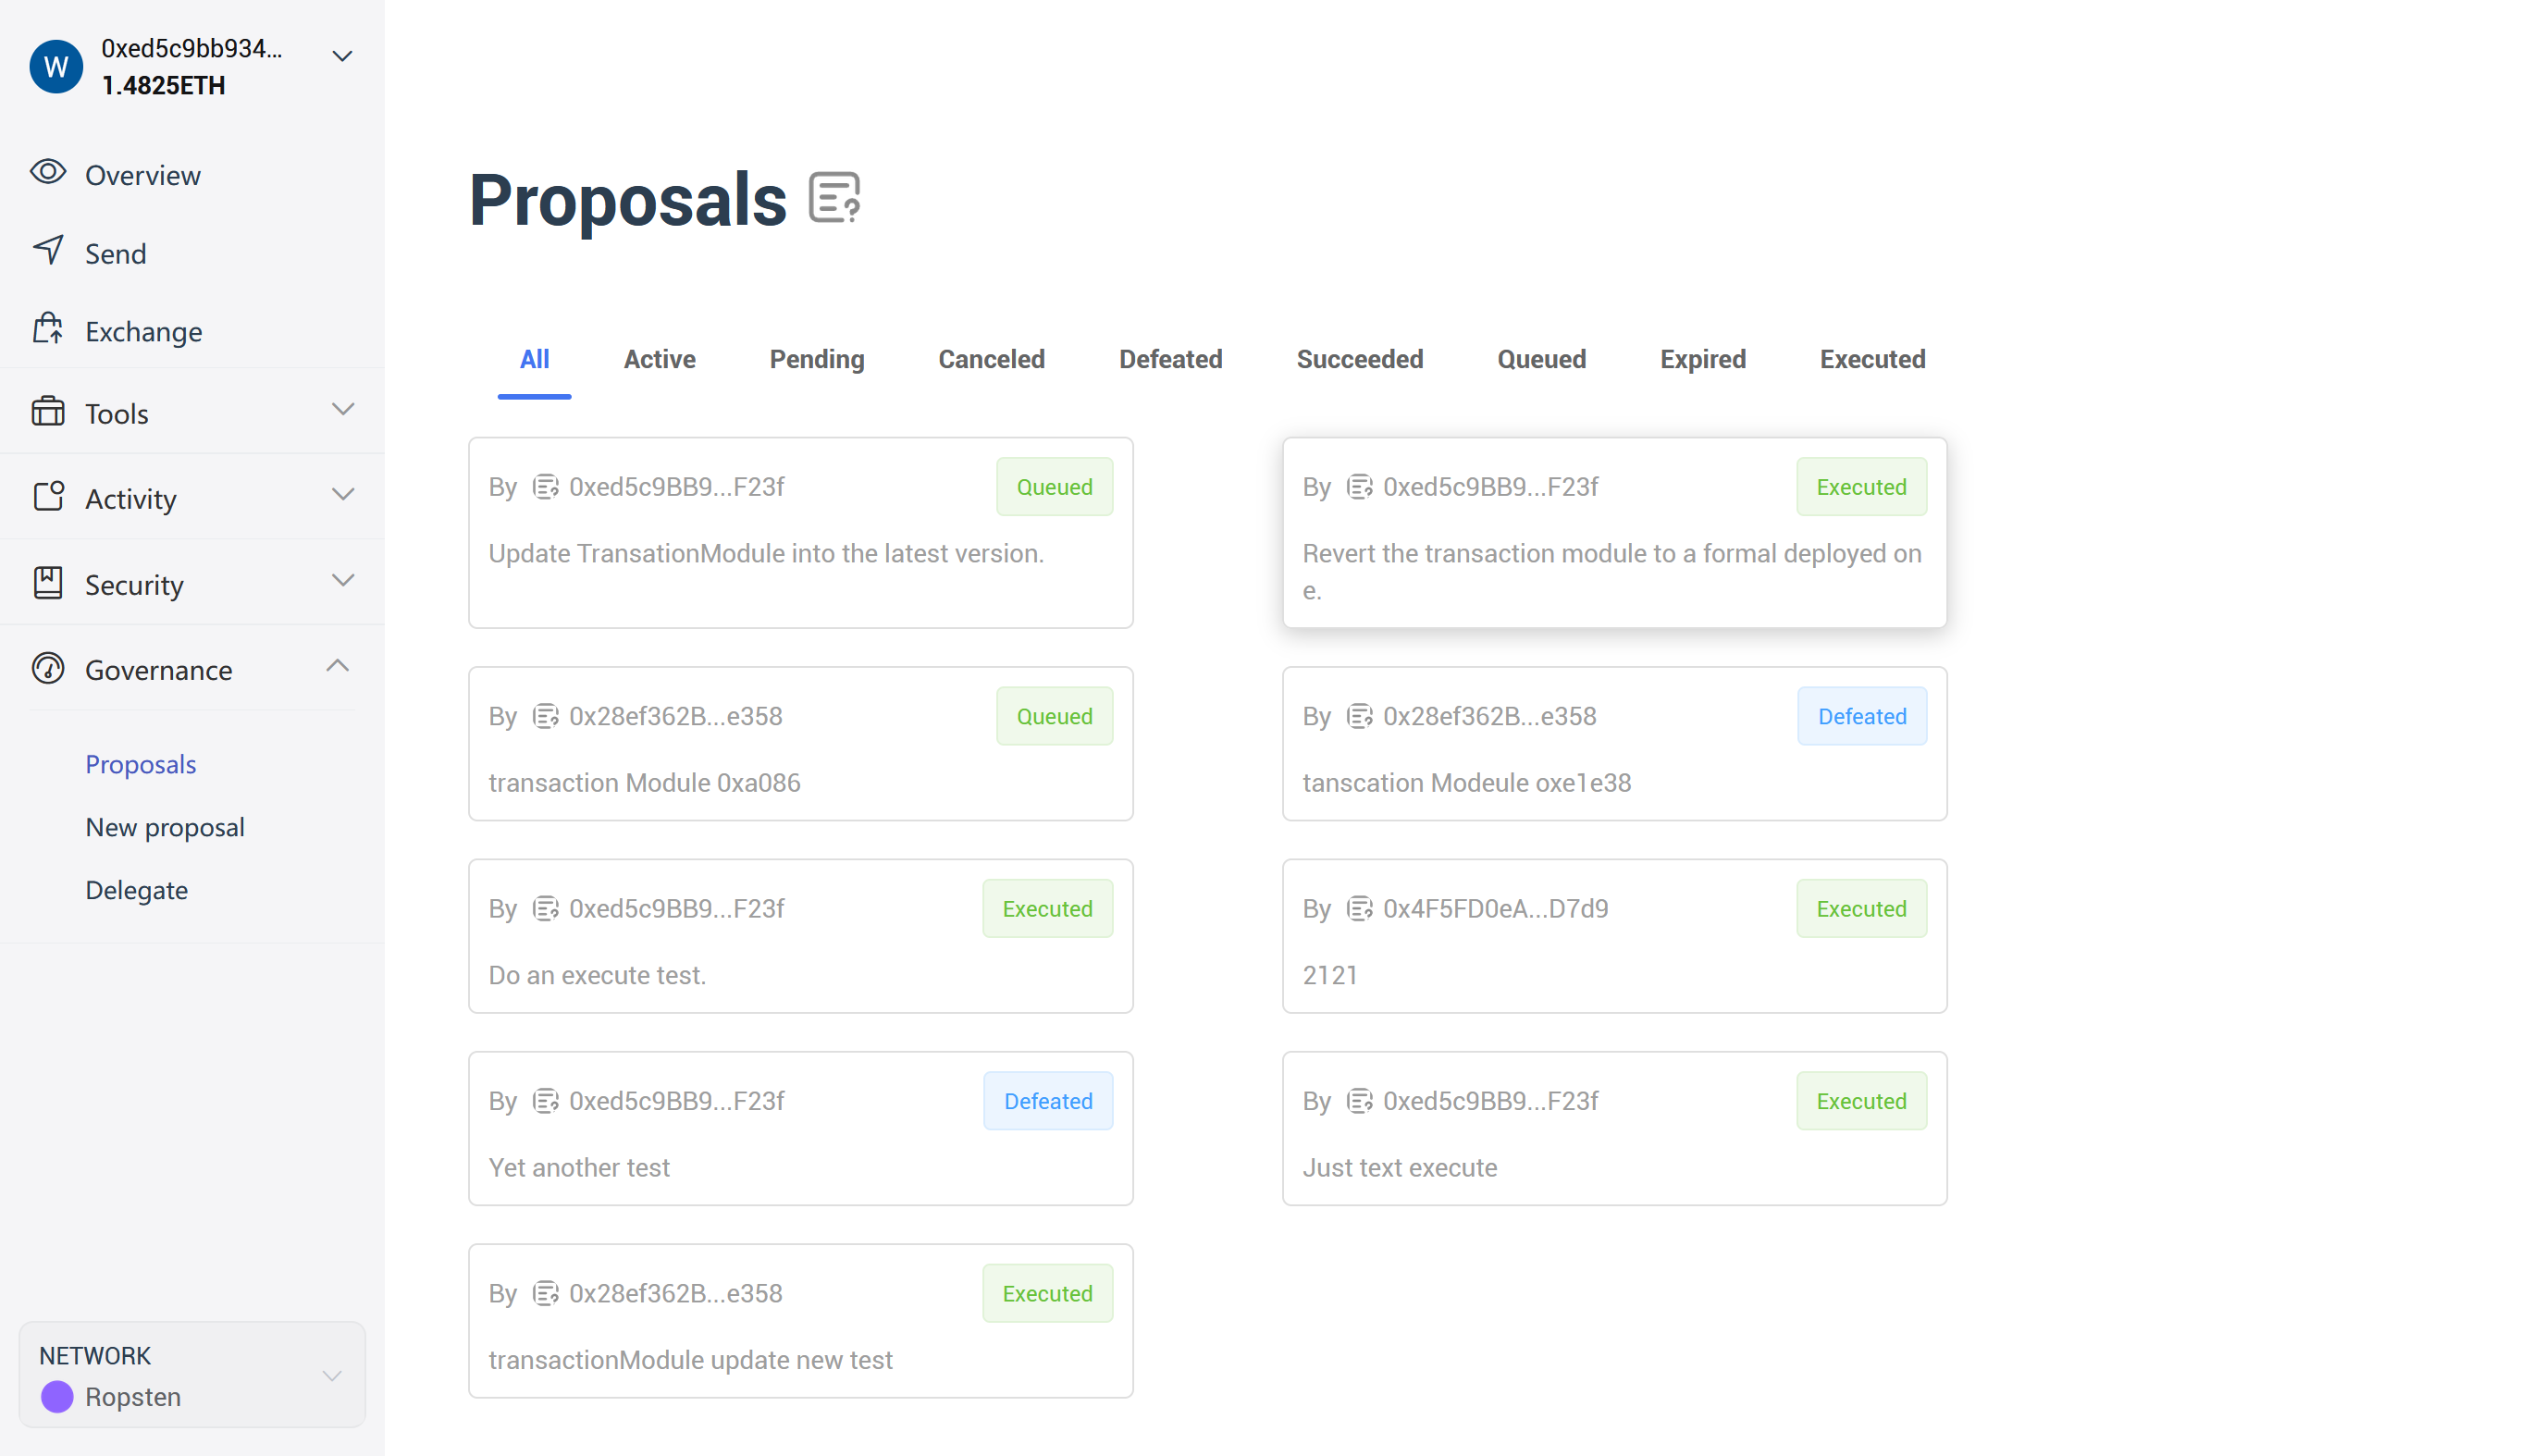 W
0xed5c9bb934...
1.4825ETH
Overview
Send
Exchange
Tools
Activity
Security
Governance
Proposals
New proposal
Delegate
NETWORK
Ropsten
Proposals
All Active Pending Canceled Defeated Succeeded Queued Expired Executed
By 0xed5c9BB9...F23f Queued
Update TransationModule into the latest version.
By 0xed5c9BB9...F23f Executed
Revert the transaction module to a formal deployed on
e.
By 0x28ef362B...e358 Queued
transaction Module 0xa086
By 0x28ef362B...e358 Defeated
tanscation Modeule oxe1e38
By 0xed5c9BB9...F23f Executed
Do an execute test.
By 0x4F5FD0eA...D7d9 Executed
2121
By 0xed5c9BB9...F23f Defeated
Yet another test
By 0xed5c9BB9...F23f Executed
Just text execute
By 0x28ef362B...e358 Executed
transactionModule update new test